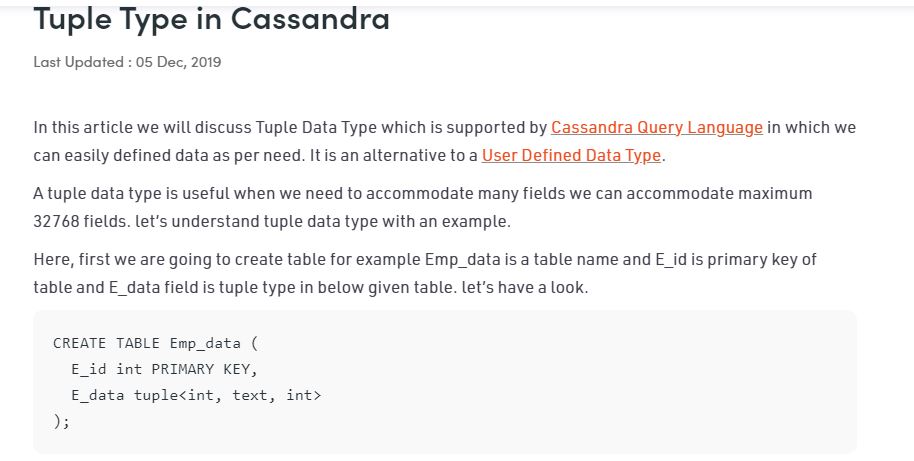 Tuple Type in Cassandra
Last Updated : 05 Dec, 2019
In this article we will discuss Tuple Data Type which is supported by Cassandra Query Language in which we
can easily defined data as per need. It is an alternative to a User Defined Data Type.
A tuple data type is useful when we need to accommodate many fields we can accommodate maximum
32768 fields. let’s understand tuple data type with an example.
Here, first we are going to create table for example Emp_data is a table name and E_id is primary key of
table and E_data field is tuple type in below given table. let’s have a look.
CREATE TABLE Emp_data (
  E_id int PRIMARY KEY,
  E_data tuple<int, text, int>
);